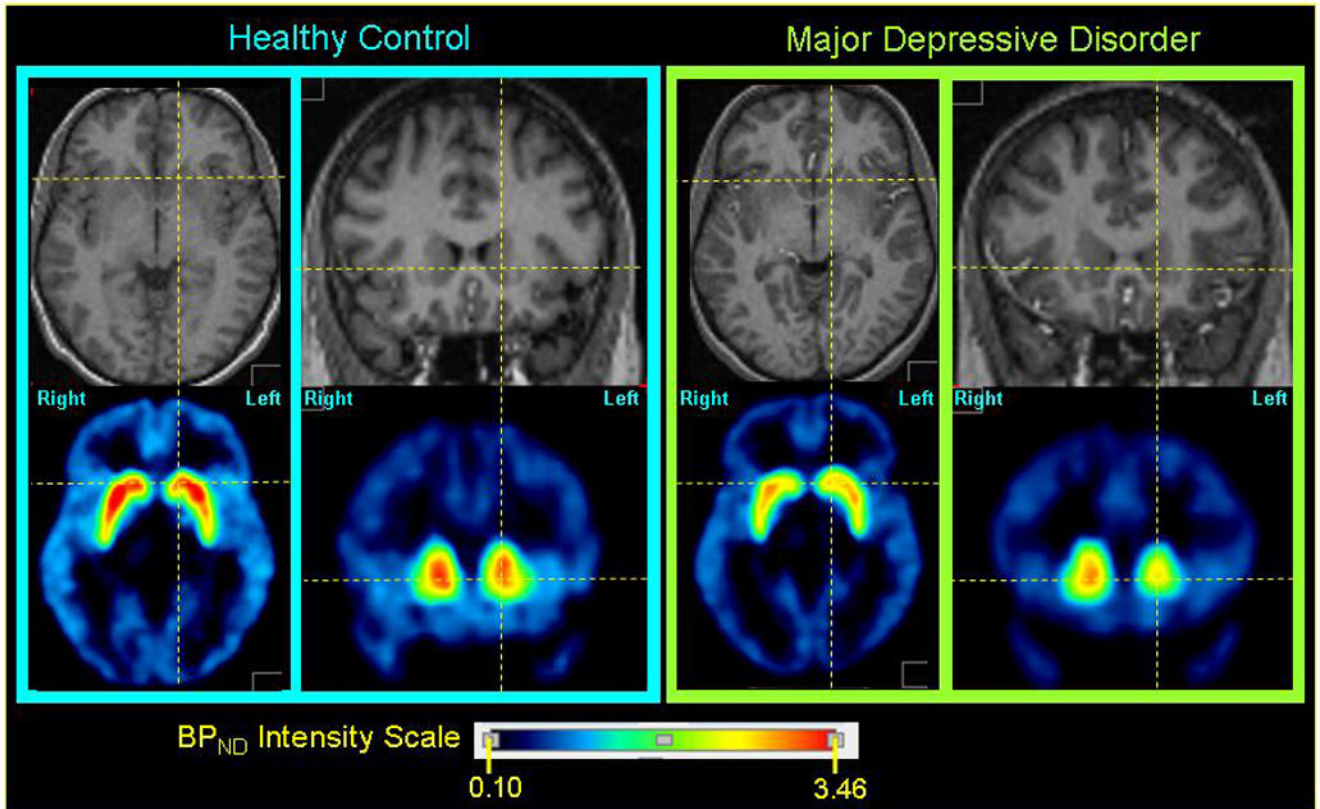 Healthy Control
Major Depressive Disorder
Right
Left
Right
Left
Right
Left
Right
Left
BPND Intensity Scale
0.10
3.46